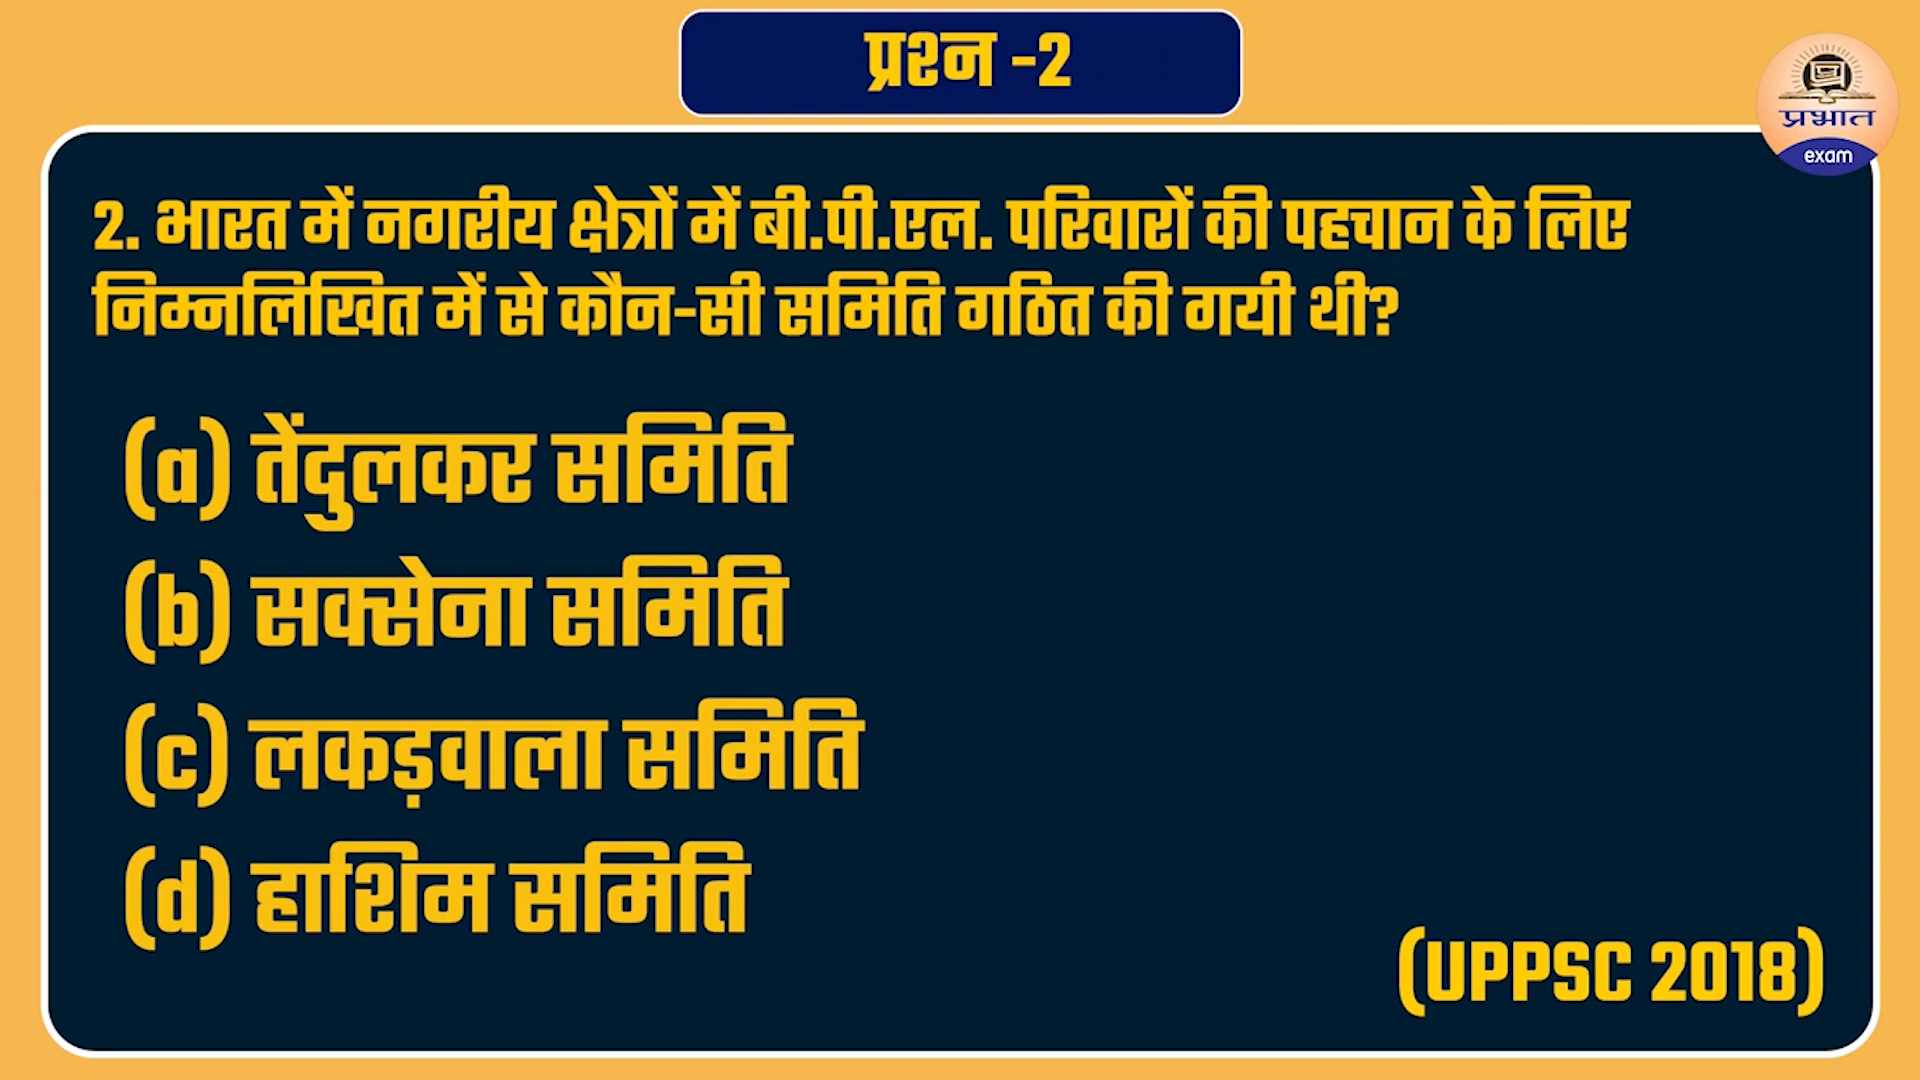 प्रश्न -2
प्रभात
exam
2. भारत में नगरीय क्षेत्रों में बी.पी.एल. परिवारों की पहचान के लिए
निम्नलिखित में से कौन-सी समिति गठित की गयी थी?
(a) तेंदुलकर समिति
(b) सक्सेना समिति
(c) लकड़वाला समिति
(d) हाशिम समिति
(UPPSC 2018)